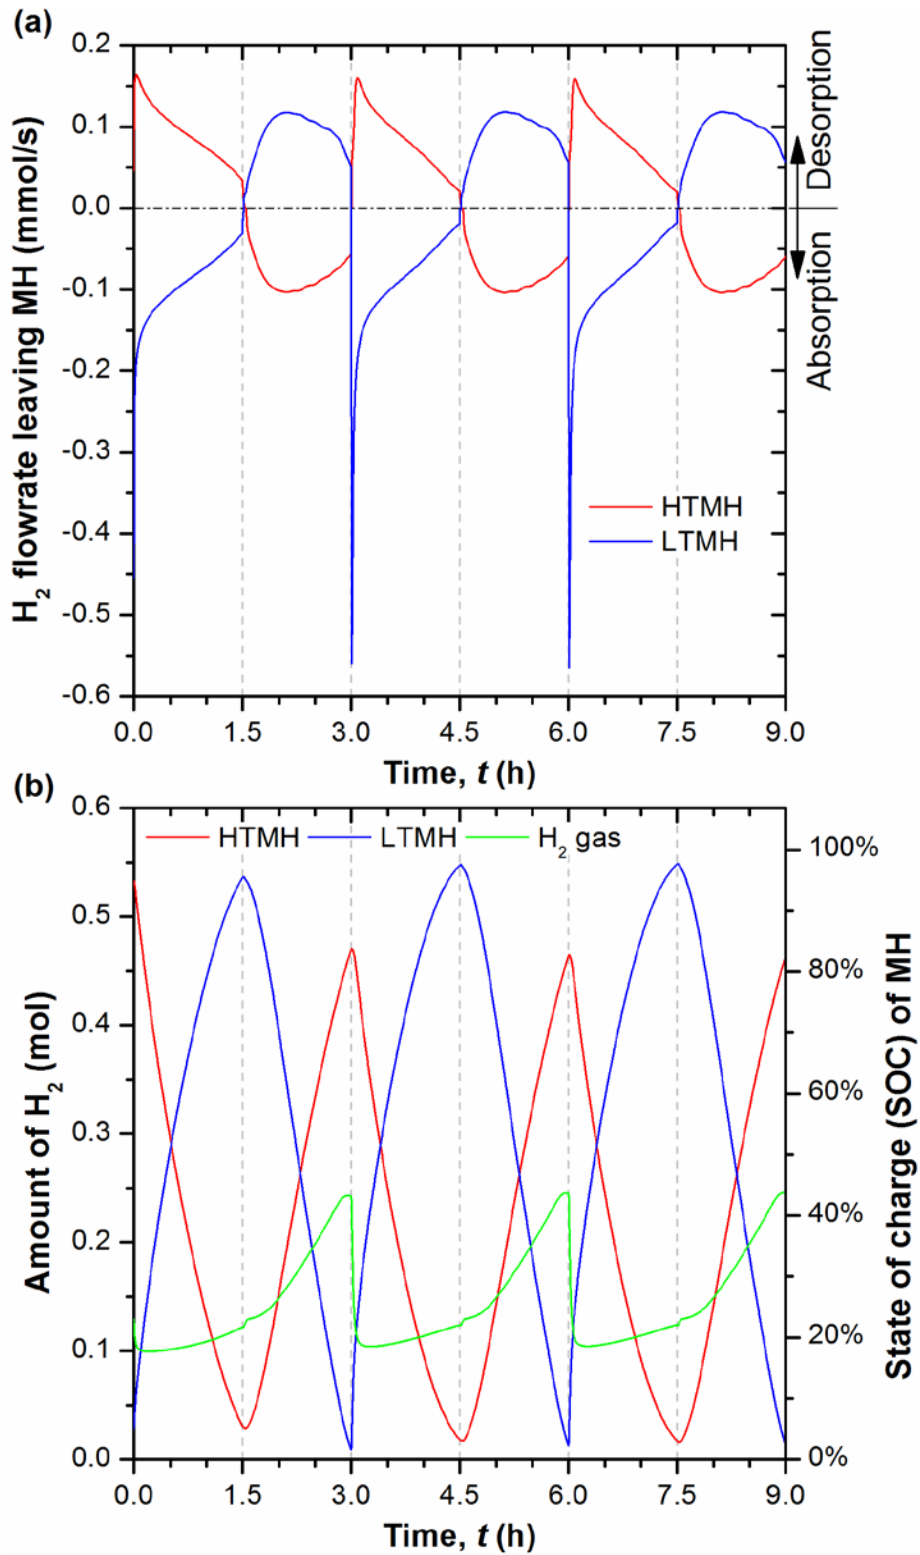 (a)
0.2
0.1
0.0
-0.1
-0.2
-0.3
-0.4
-0.5
-0.6
H₂ flowrate leaving MH (mmol/s)
Desorption
Absorption
HTMH
LTMH
0.0 1.5 3.0 4.5 6.0 7.5 9.0
Time, t (h)
(b)
0.6
0.5
0.4
0.3
0.2
0.1
0.0
Amount of H₂ (mol)
HTMH LTMH H₂ gas
100%
80%
60%
40%
20%
0%
State of charge (SOC) of MH
0.0 1.5 3.0 4.5 6.0 7.5 9.0
Time, t (h)